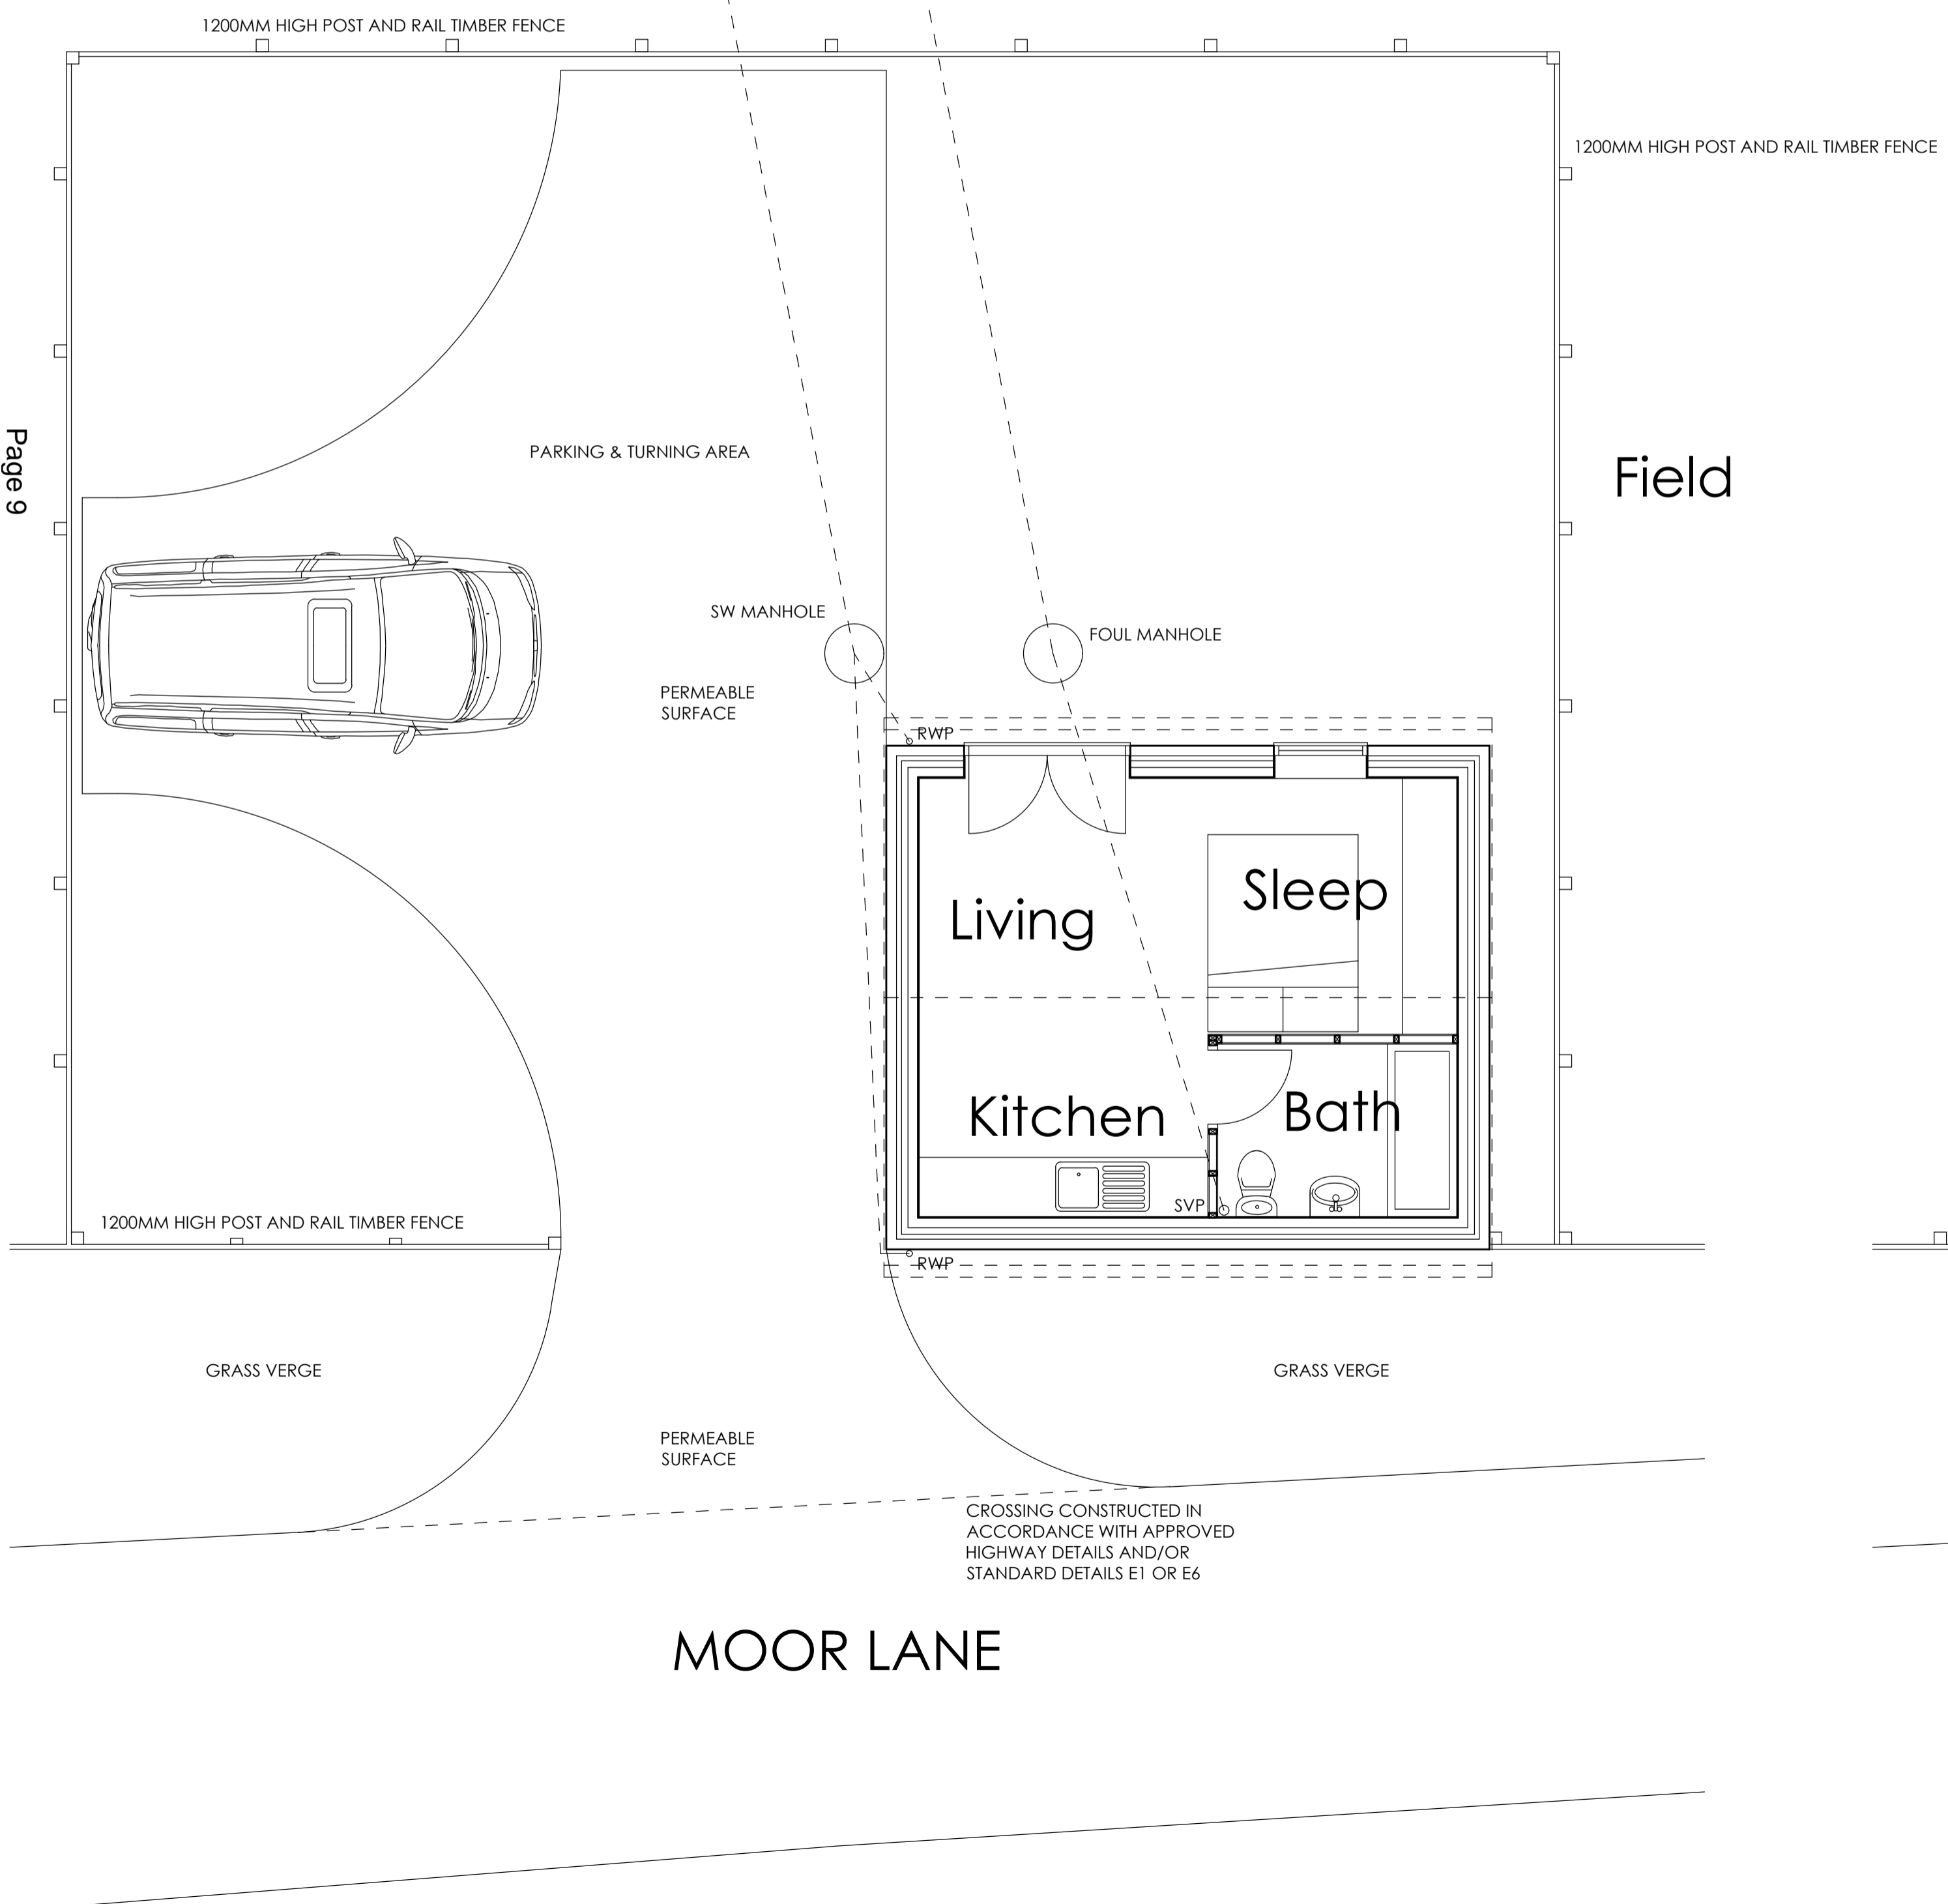 1200MM HIGH POST AND RAIL TIMBER FENCE
1200MM HIGH POST AND RAIL TIMBER FENCE
Page 9
PARKING & TURNING AREA
Field
SW MANHOLE
FOUL MANHOLE
PERMEABLE
SURFACE
RWP
Living
Sleep
Kitchen
Bath
SVP
1200MM HIGH POST AND RAIL TIMBER FENCE
RWP
GRASS VERGE
GRASS VERGE
PERMEABLE
SURFACE
CROSSING CONSTRUCTED IN
ACCORDANCE WITH APPROVED
HIGHWAY DETAILS AND/OR
STANDARD DETAILS E1 OR E6
MOOR LANE